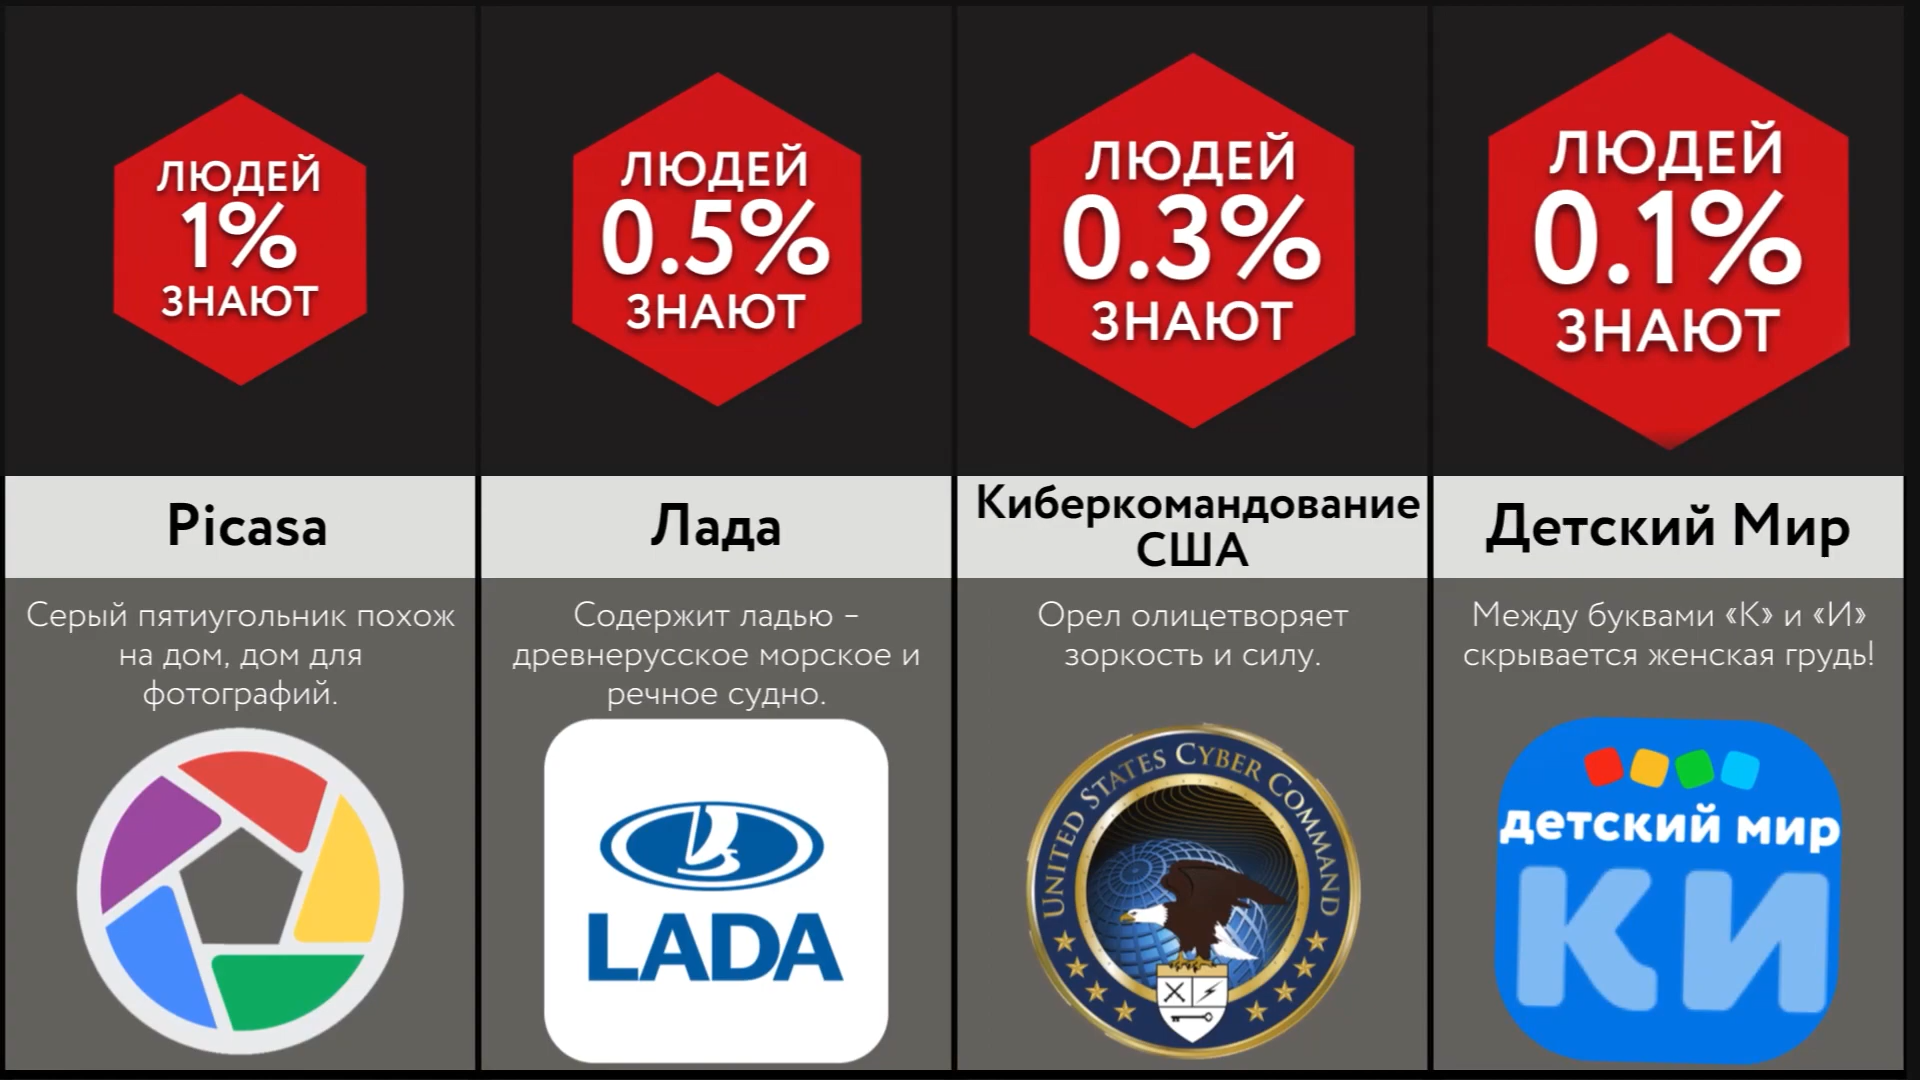 ЛЮДЕЙ
1%
ЗНАЮТ
Picasa
Серый пятиугольник похож
на дом, дом для
фотографий.
ЛЮДЕЙ
0.5%
ЗНАЮТ
Лада
Содержит ладью –
древнерусское морское и
речное судно.
LADA
ЛЮДЕЙ
0.3%
ЗНАЮТ
Киберкомандование
США
Орел олицетворяет
зоркость и силу.
UNITED STATES CYBER COMMAND
ЛЮДЕЙ
0.1%
ЗНАЮТ
Детский Мир
Между буквами «К» и «И»
скрывается женская грудь!
детский мир
КИ